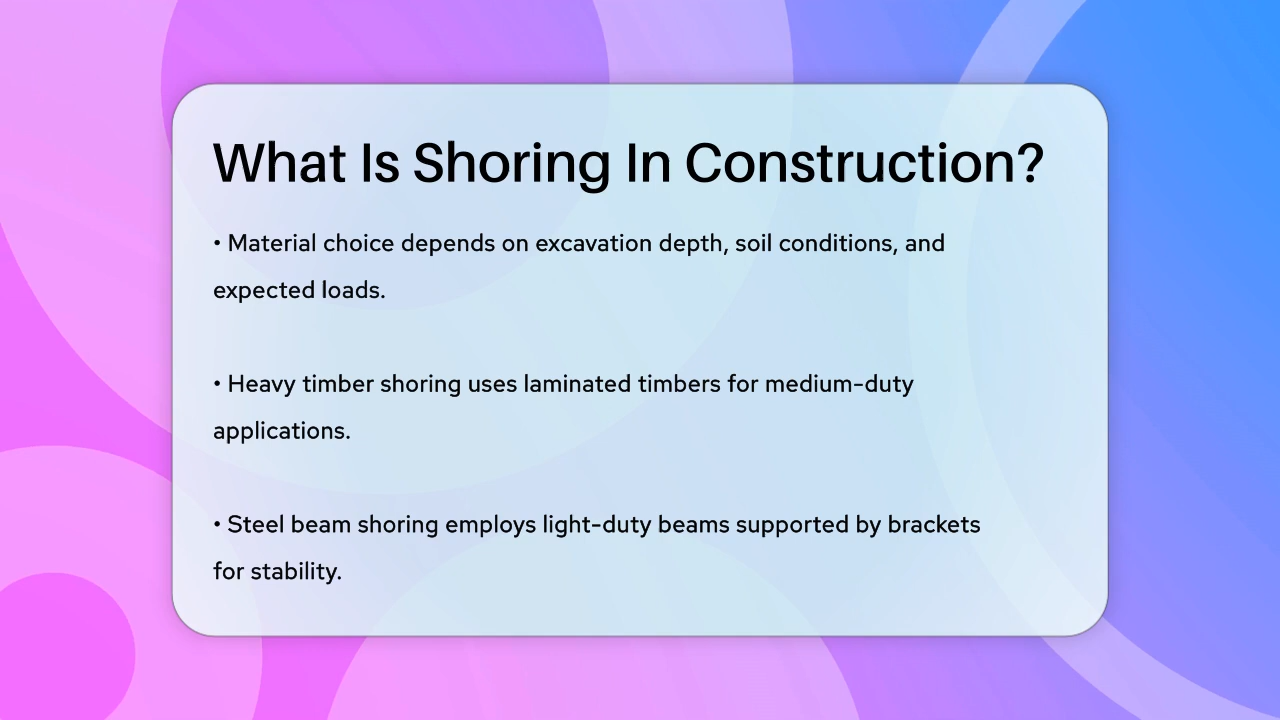 What Is Shoring In Construction?
• Material choice depends on excavation depth, soil conditions, and
expected loads.
• Heavy timber shoring uses laminated timbers for medium-duty
applications.
• Steel beam shoring employs light-duty beams supported by brackets
for stability.